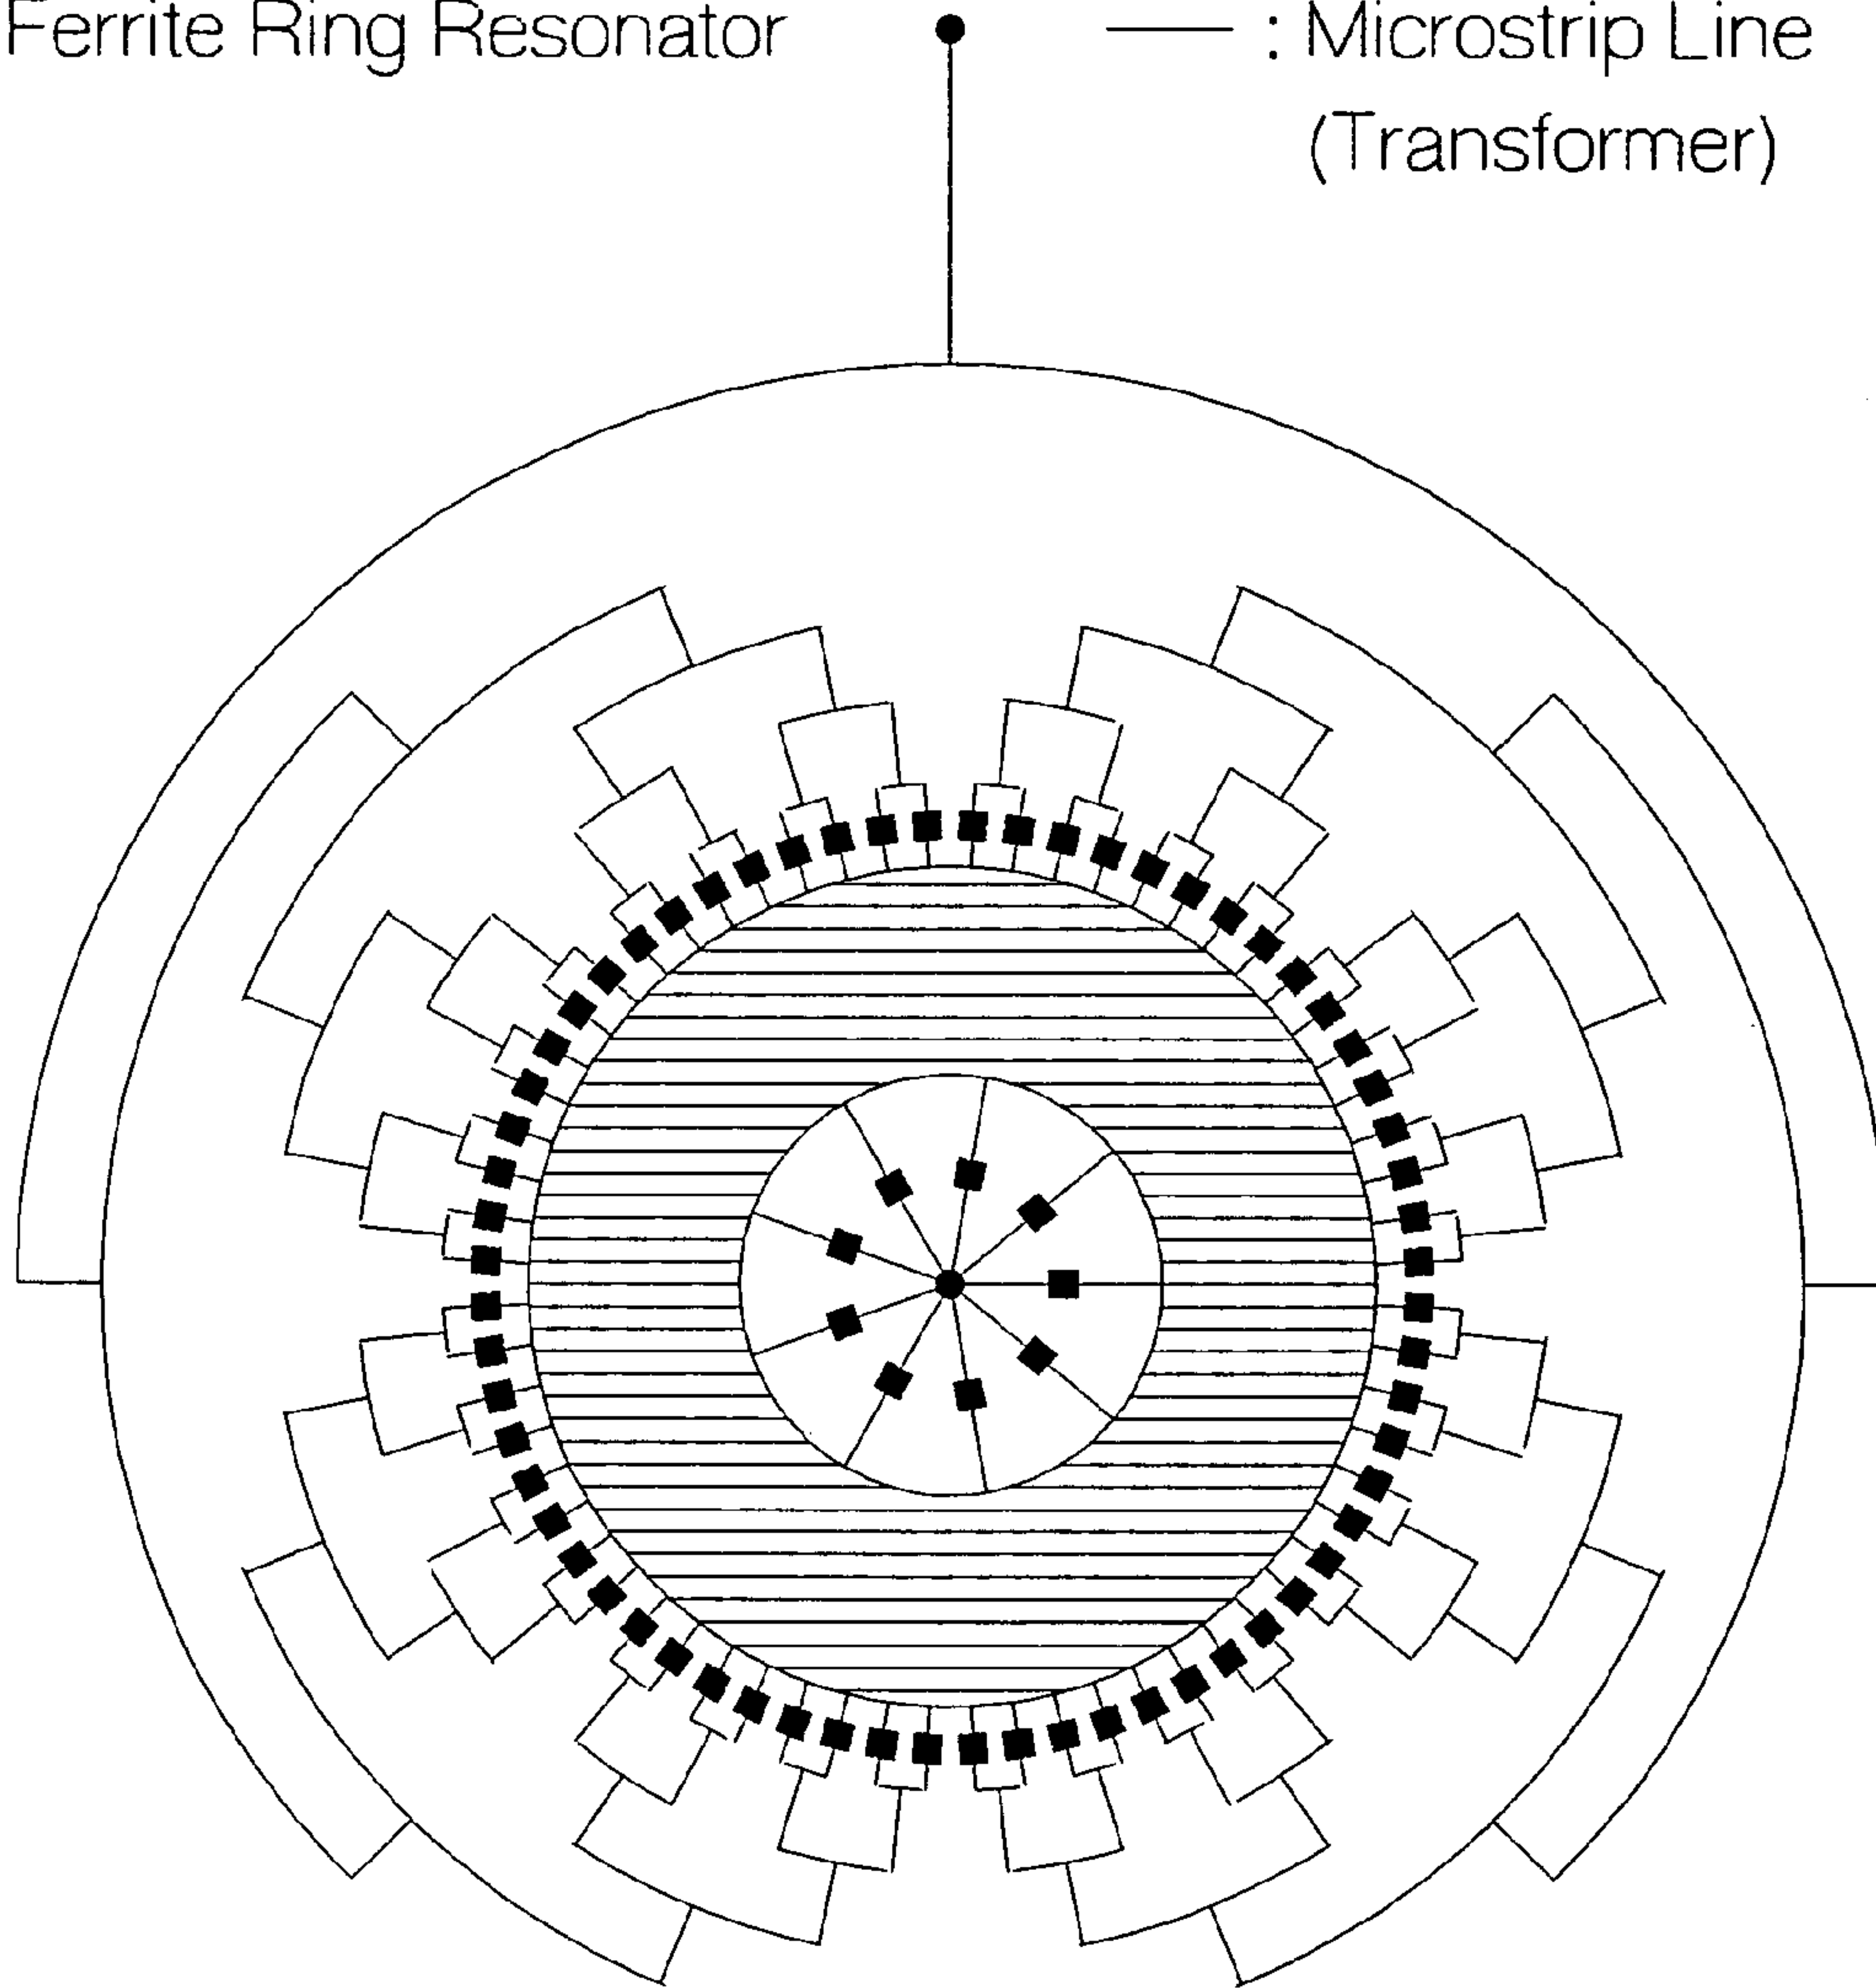 Ferrite Ring Resonator
: Microstrip Line
(Transformer)